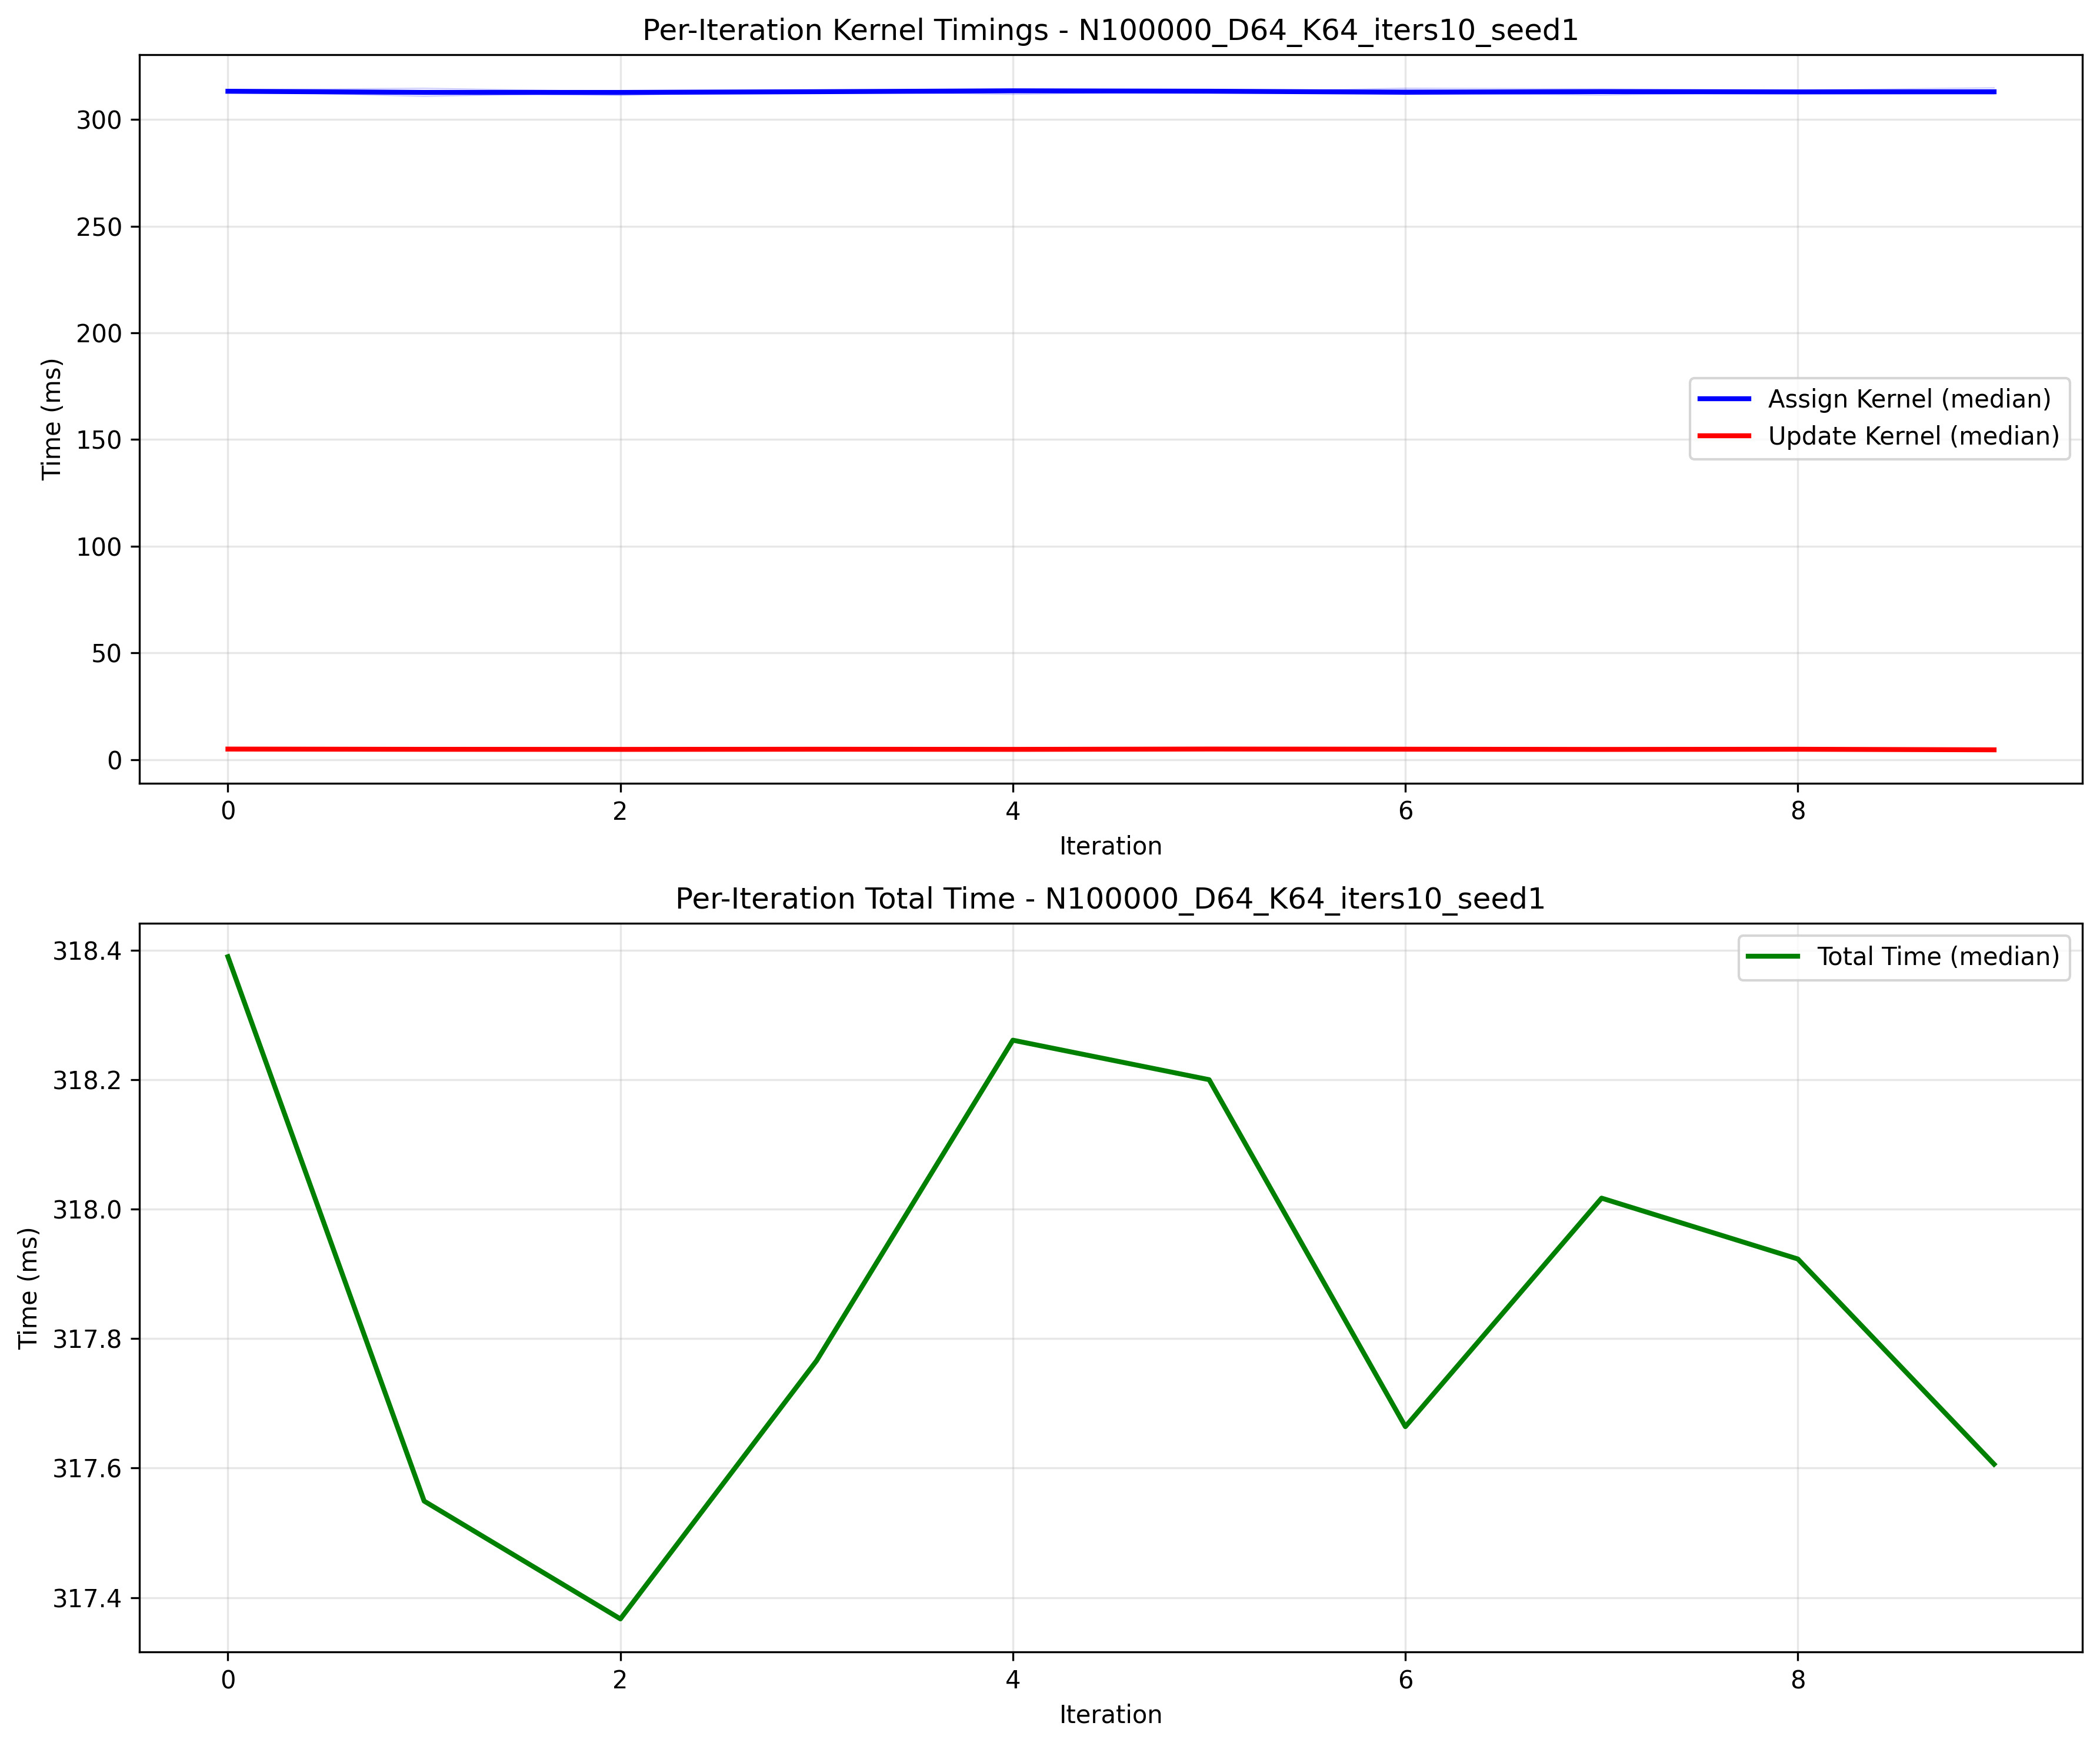 Per-Iteration Kernel Timings - N100000_D64_K64_iters10_seed1
300
250
200
150
100
50
0
Time (ms)
Assign Kernel (median)
Update Kernel (median)
0 2 4 6 8
Iteration
Per-Iteration Total Time - N100000_D64_K64_iters10_seed1
318.4
318.2
318.0
317.8
317.6
317.4
Time (ms)
Total Time (median)
0 2 4 6 8
Iteration